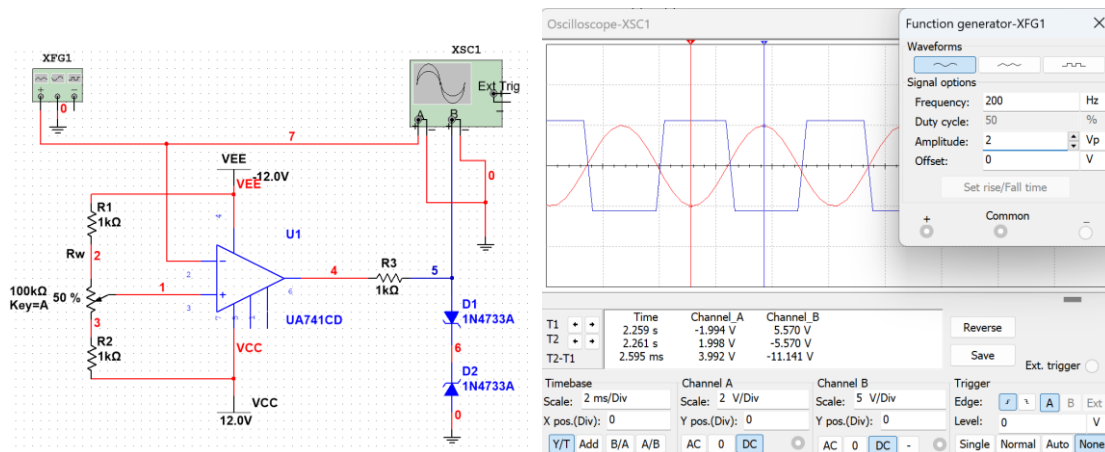 XFG1
0
XSC1
Ext Trig
A
B
7
0
VEE
-12.0V
VEE
R1
1kΩ
Rw
2
100kΩ
Key=A
50 %
1
3
R2
1kΩ
U1
4
2
3
6
UA741CD
R3
1kΩ
4
5
D1
1N4733A
6
D2
1N4733A
0
VCC
VCC
12.0V
Oscilloscope-XSC1
Function generator-XFG1
Waveforms
Signal options
Frequency: 200 Hz
Duty cycle: 50 %
Amplitude: 2 Vp
Offset: 0 V
Set rise/Fall time
+ Common -
Time Channel_A Channel_B
T1 2.259 s -1.994 V 5.570 V
T2 2.261 s 1.998 V -5.570 V
T2-T1 2.595 ms 3.992 V -11.141 V
Reverse
Save
Ext. trigger
Timebase
Scale: 2 ms/Div
X pos.(Div): 0
Y/T Add B/A A/B
Channel A
Scale: 2 V/Div
Y pos.(Div): 0
AC 0 DC
Channel B
Scale: 5 V/Div
Y pos.(Div): 0
AC 0 DC -
Trigger
Edge: A B Ext
Level: 0 V
Single Normal Auto None